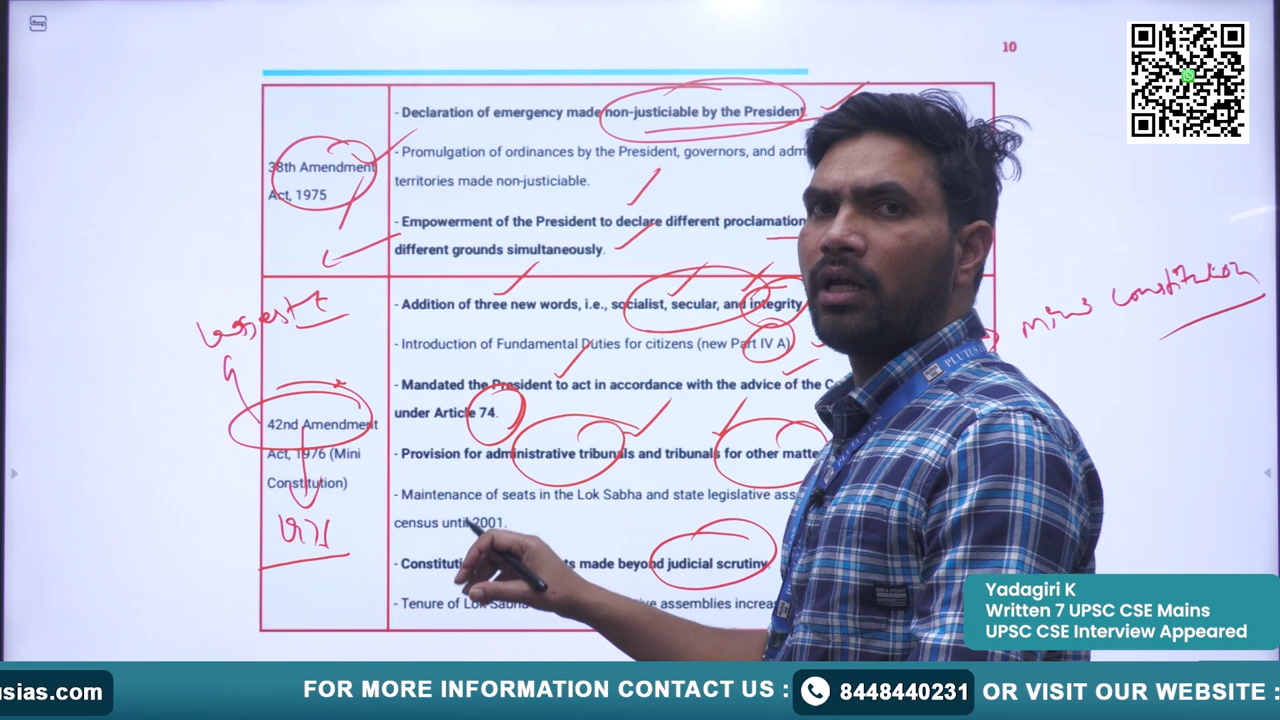 10
38th Amendment
Act, 1975
- Declaration of emergency made non-justiciable by the President.
- Promulgation of ordinances by the President, governors, and adm
territories made non-justiciable.
- Empowerment of the President to declare different proclamation
different grounds simultaneously.
42nd Amendment
Act, 1976 (Mini
Constitution)
- Addition of three new words, i.e., socialist, secular, and integrity
- Introduction of Fundamental Duties for citizens (new Part IV A)
- Mandated the President to act in accordance with the advice of the C
under Article 74.
- Provision for administrative tribunals and tribunals for other matte
- Maintenance of seats in the Lok Sabha and state legislative ass
census until 2001.
- Constituti ts made beyond judicial scrutiny.
- Tenure of Lok Sabha ve assemblies increa
mini constitution
PLUTUS
Yadagiri K
Written 7 UPSC CSE Mains
UPSC CSE Interview Appeared
usias.com
FOR MORE INFORMATION CONTACT US :
8448440231
OR VISIT OUR WEBSITE :